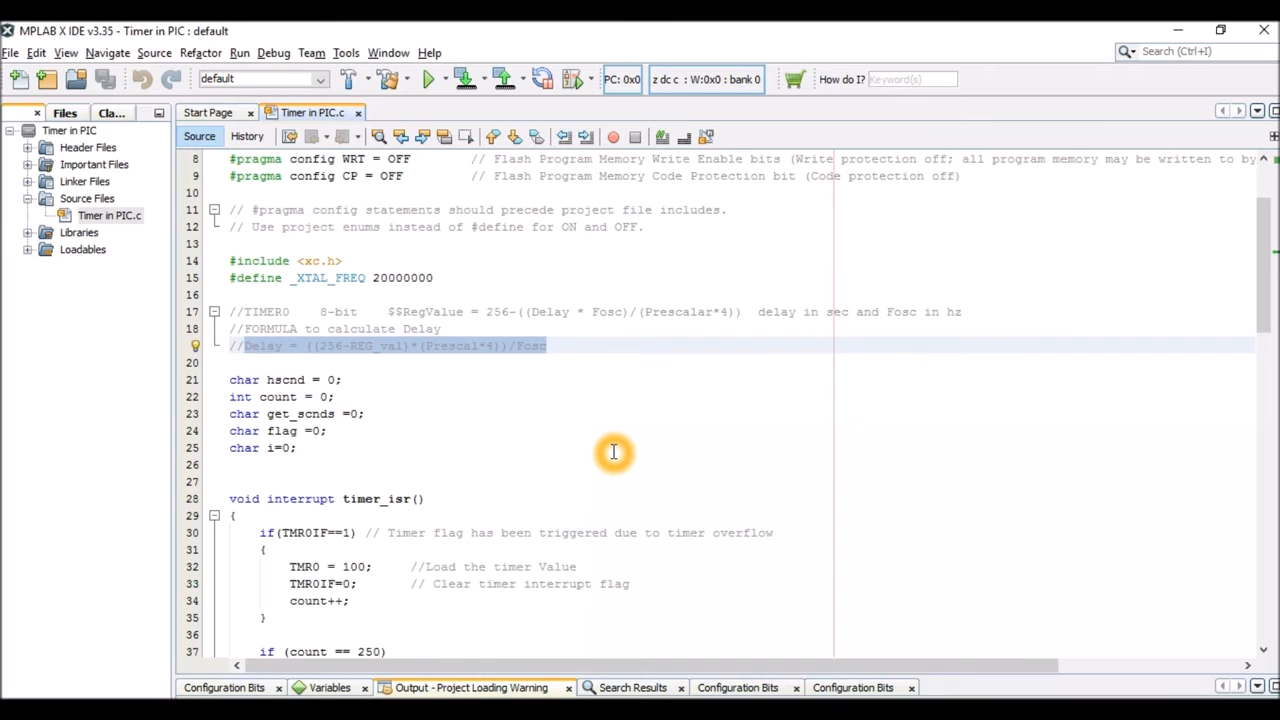 MPLAB X IDE v3.35 - Timer in PIC : default
File Edit View Navigate Source Refactor Run Debug Team Tools Window Help
Search (Ctrl+I)
default
PC: 0x0
z dc c : W:0x0 : bank 0
How do I? Keyword(s)
Files Cla...
Start Page Timer in PIC.c
Timer in PIC
Header Files
Important Files
Linker Files
Source Files
Timer in PIC.c
Libraries
Loadables
Source History
8 #pragma config WRT = OFF // Flash Program Memory Write Enable bits (Write protection off; all program memory may be written to by
9 #pragma config CP = OFF // Flash Program Memory Code Protection bit (Code protection off)
10
11 // #pragma config statements should precede project file includes.
12 // Use project enums instead of #define for ON and OFF.
13
14 #include <xc.h>
15 #define _XTAL_FREQ 20000000
16
17 //TIMER0 8-bit $$RegValue = 256-((Delay * Fosc)/(Prescalar*4)) delay in sec and Fosc in hz
18 //FORMULA to calculate Delay
//Delay = ((256-REG_val)*(Prescal*4))/Fosc
20
21 char hscnd = 0;
22 int count = 0;
23 char get_scnds =0;
24 char flag =0;
25 char i=0;
26
27
28 void interrupt timer_isr()
29 {
30 if(TMR0IF==1) // Timer flag has been triggered due to timer overflow
31 {
32 TMR0 = 100; //Load the timer Value
33 TMR0IF=0; // Clear timer interrupt flag
34 count++;
35 }
36
37 if (count == 250)
Configuration Bits Variables Output - Project Loading Warning Search Results Configuration Bits Configuration Bits